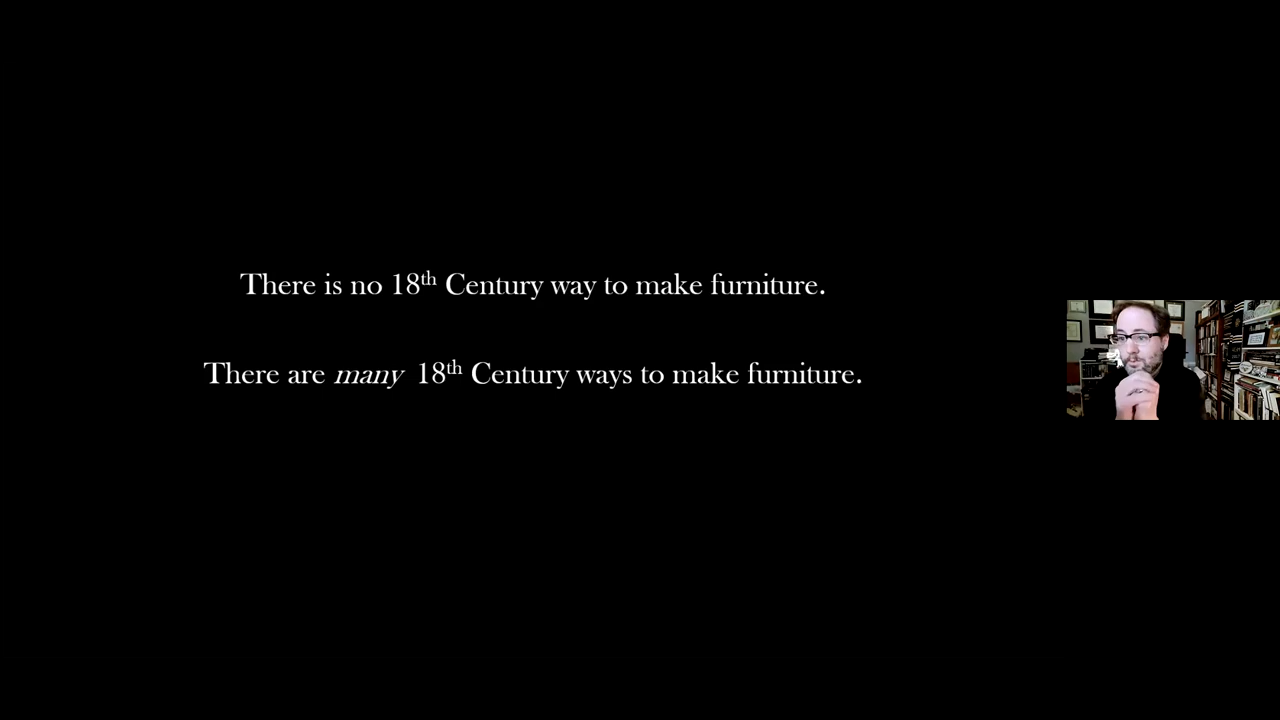 There is no 18th Century way to make furniture.
There are many 18th Century ways to make furniture.